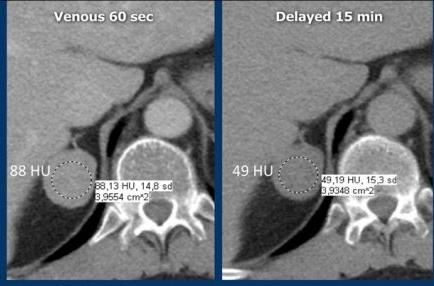 Venous 60 sec
88 HU
88,13 HU, 14,8 sd
3,9554 cm^2
Delayed 15 min
49 HU
49,19 HU, 15,3 sd
3,9348 cm^2